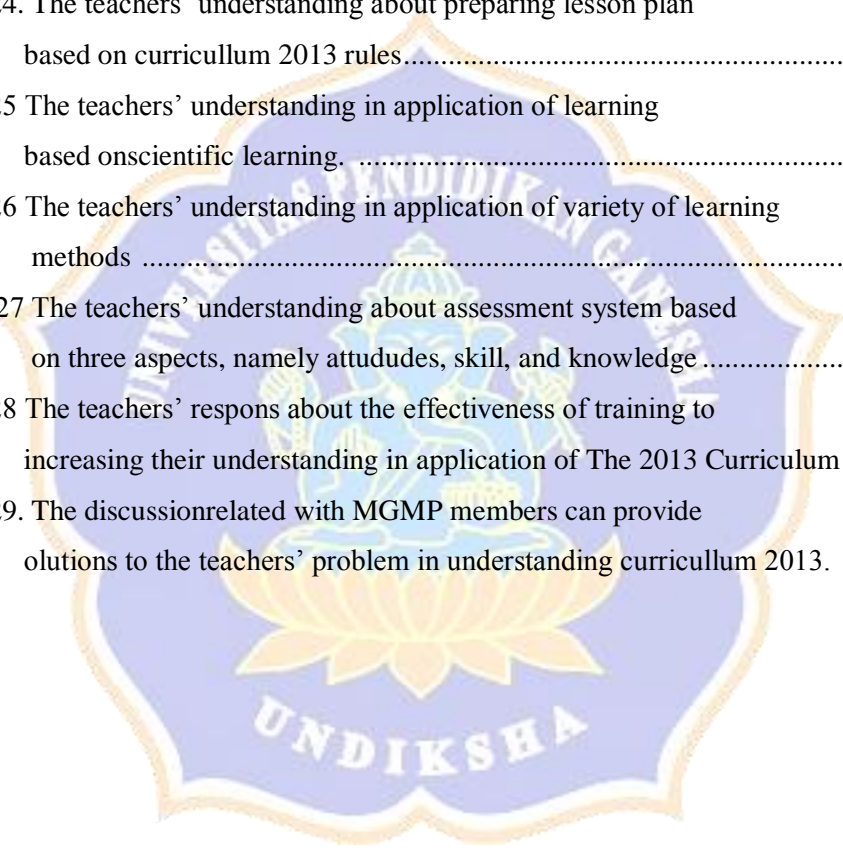 24. The teachers’ understanding about preparing lesson plan
based on curricullum 2013 rules................................................................
25 The teachers’ understanding in application of learning
based onscientific learning. ......................................................................
26 The teachers’ understanding in application of variety of learning
methods ....................................................................................................
27 The teachers’ understanding about assessment system based
on three aspects, namely attududes, skill, and knowledge ....................
28 The teachers’ respons about the effectiveness of training to
increasing their understanding in application of The 2013 Curriculum
29. The discussionrelated with MGMP members can provide
olutions to the teachers’ problem in understanding curricullum 2013.
UNIVERSITAS PENDIDIKAN GANESHA
UNDIKSHA